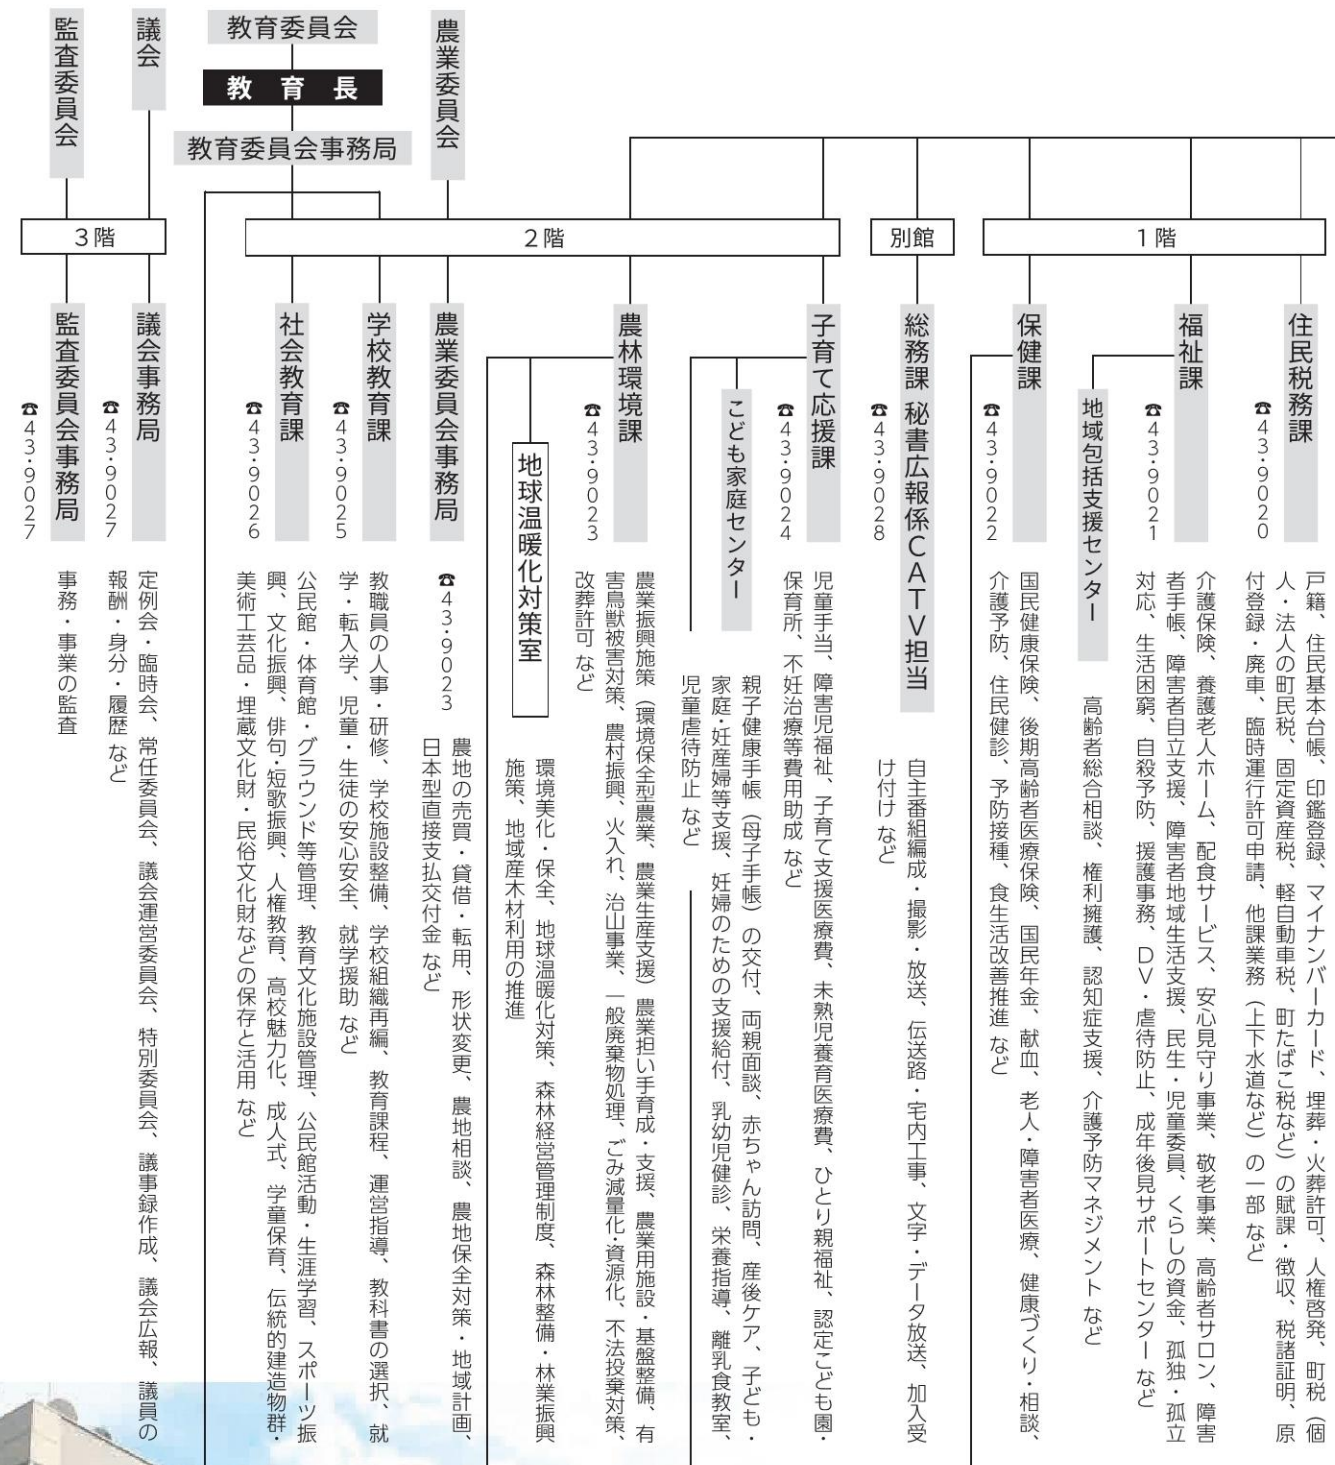 住民税務課
☎43・9020
戸籍、住民基本台帳、印鑑登録、マイナンバーカード、埋葬・火葬許可、人権啓発、町税（個
人・法人の町民税、固定資産税、軽自動車税、町たばこ税など）の賦課・徴収、税諸証明、原
付登録・廃車、臨時運行許可申請、他課業務（上下水道など）の一部 など
1階
福祉課
☎43・9021
介護保険、養護老人ホーム、配食サービス、安心見守り事業、敬老事業、高齢者サロン、障害
者手帳、障害者自立支援、障害者地域生活支援、民生・児童委員、くらしの資金、孤独・孤立
対応、生活困窮、自殺予防、援護事務、DV・虐待防止、成年後見サポートセンター など
地域包括支援センター
高齢者総合相談、権利擁護、認知症支援、介護予防マネジメント など
保健課
☎43・9022
国民健康保険、後期高齢者医療保険、国民年金、献血、老人・障害者医療、健康づくり・相談、
介護予防、住民健診、予防接種、食生活改善推進 など
別館
総務課 秘書広報係CATV担当
☎43・9028
自主番組編成・撮影・放送、伝送路・宅内工事、文字・データ放送、加入受
け付け など
2階
子育て応援課
☎43・9024
児童手当、障害児福祉、子育て支援医療費、未熟児養育医療費、ひとり親福祉、認定こども園・
保育所、不妊治療等費用助成 など
こども家庭センター
親子健康手帳（母子手帳）の交付、両親面談、赤ちゃん訪問、産後ケア、子ども・
家庭・妊産婦等支援、妊婦のための支援給付、乳幼児健診、栄養指導、離乳食教室、
児童虐待防止 など
農林環境課
☎43・9023
農業振興施策（環境保全型農業、農業生産支援）農業担い手育成・支援、農業用施設・基盤整備、有
害鳥獣被害対策、農村振興、火入れ、治山事業、一般廃棄物処理、ごみ減量化・資源化、不法投棄対策、
改葬許可 など
地球温暖化対策室
環境美化・保全、地球温暖化対策、森林経営管理制度、森林整備・林業振興
施策、地域産木材利用の推進
農業委員会
農業委員会事務局
☎43・9023
農地の売買・貸借・転用、形状変更、農地相談、農地保全対策・地域計画、
日本型直接支払交付金 など
教育委員会
教育長
教育委員会事務局
学校教育課
☎43・9025
教職員の人事・研修、学校施設整備、学校組織再編、教育課程、運営指導、教科書の選択、就
学・転入学、児童・生徒の安心安全、就学援助 など
社会教育課
☎43・9026
公民館・体育館・グラウンド等管理、教育文化施設管理、公民館活動・生涯学習、スポーツ振
興、文化振興、俳句・短歌振興、人権教育、高校魅力化、成人式、学童保育、伝統的建造物群・
美術工芸品・埋蔵文化財・民俗文化財などの保存と活用 など
議会
3階
議会事務局
☎43・9027
定例会・臨時会、常任委員会、議会運営委員会、特別委員会、議事録作成、議会広報、議員の
報酬・身分・履歴 など
監査委員会
監査委員会事務局
☎43・9027
事務・事業の監査